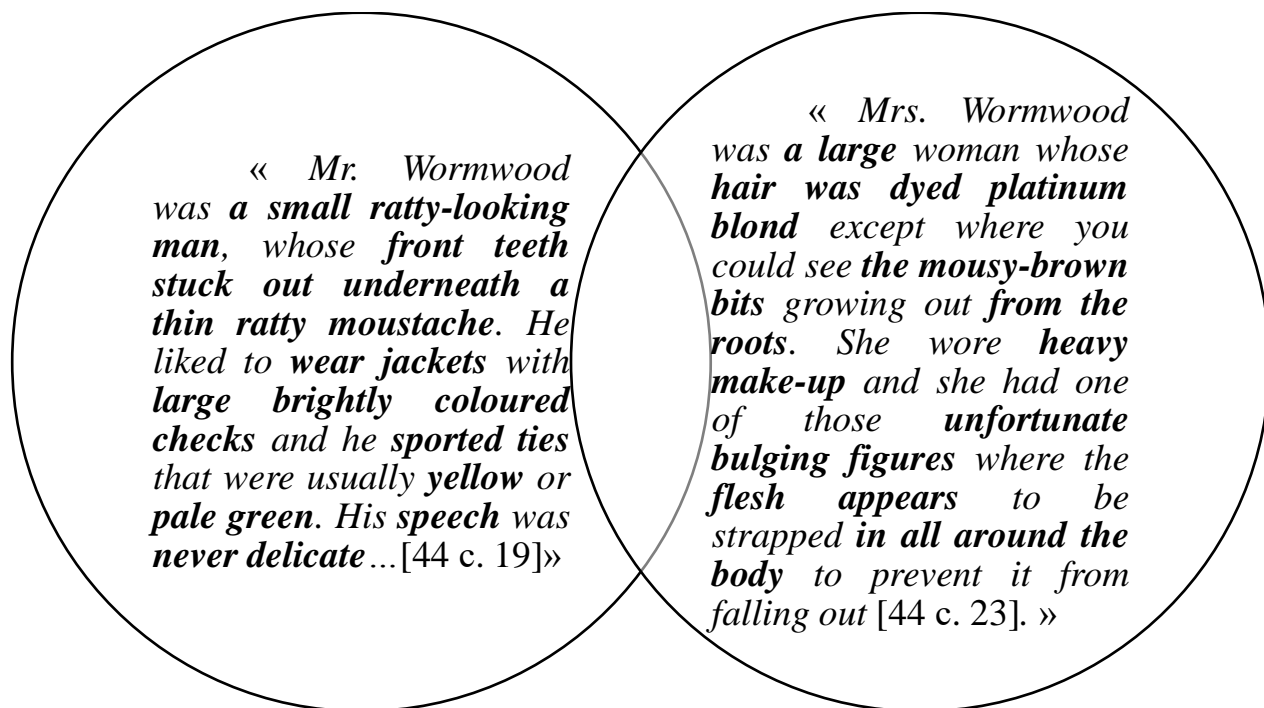 « Mr. Wormwood
was a small ratty-looking
man, whose front teeth
stuck out underneath a
thin ratty moustache. He
liked to wear jackets with
large brightly coloured
checks and he sported ties
that were usually yellow or
pale green. His speech was
never delicate...[44 c. 19]»
« Mrs. Wormwood
was a large woman whose
hair was dyed platinum
blond except where you
could see the mousy-brown
bits growing out from the
roots. She wore heavy
make-up and she had one
of those unfortunate
bulging figures where the
flesh appears to be
strapped in all around the
body to prevent it from
falling out [44 c. 23]. »